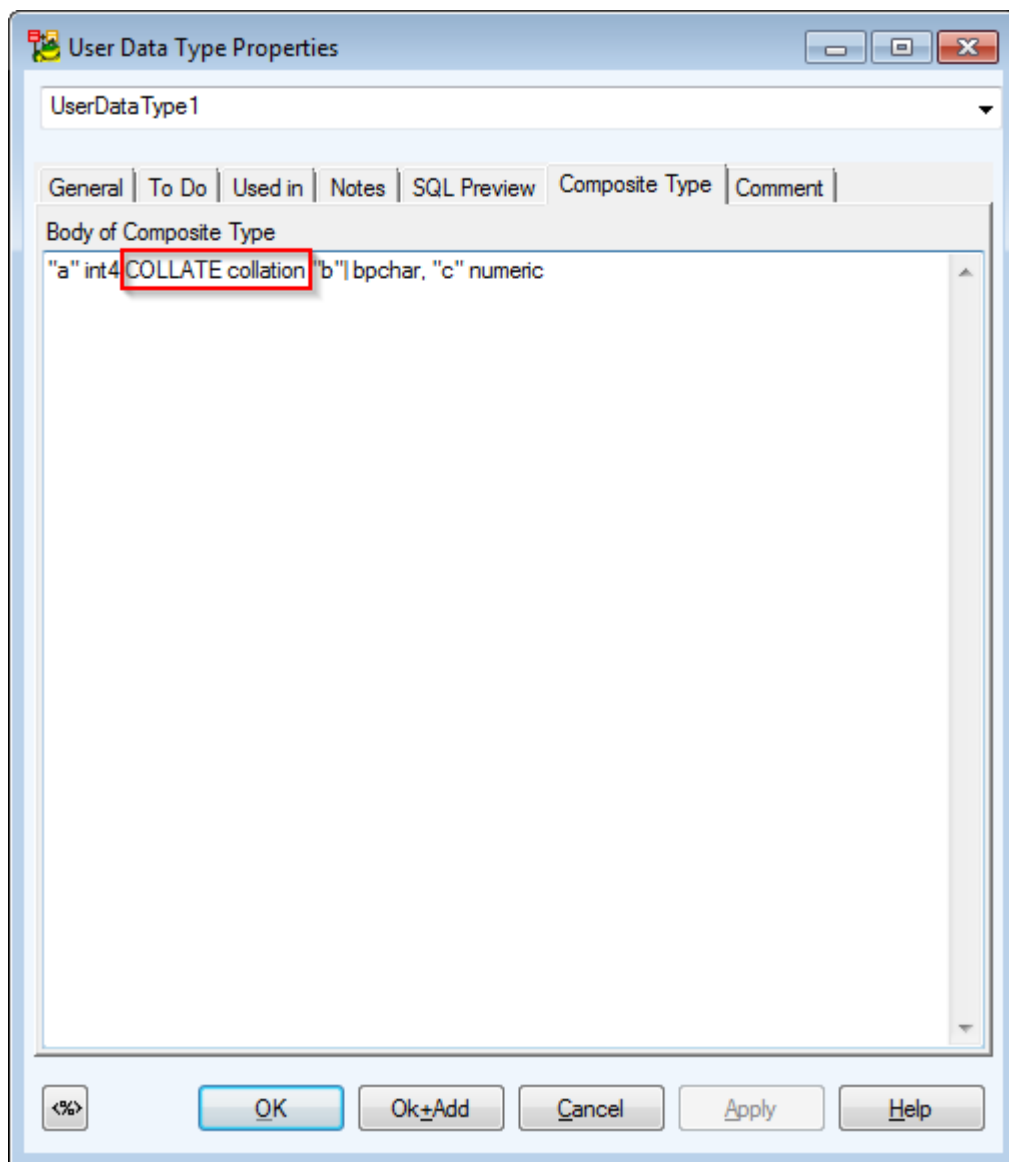 User Data Type Properties
UserDataType1
General To Do Used in Notes SQL Preview Composite Type Comment
Body of Composite Type
"a" int4 COLLATE collation "b" bpchar, "c" numeric
<%> OK Ok+Add Cancel Apply Help